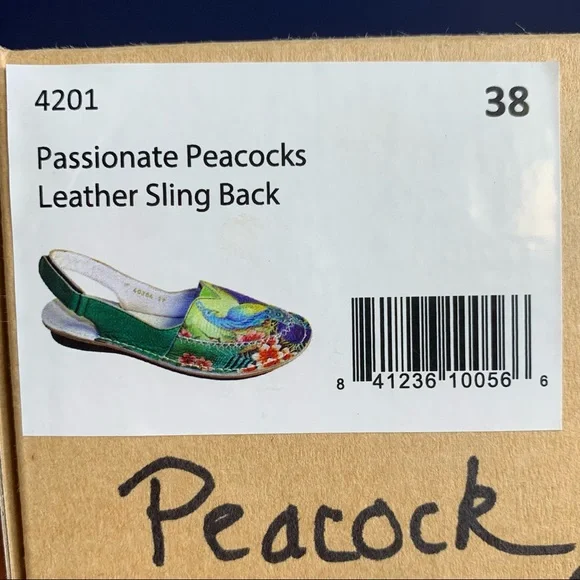 4201
38
Passionate Peacocks
Leather Sling Back
8 41236 10056 6
Peacock